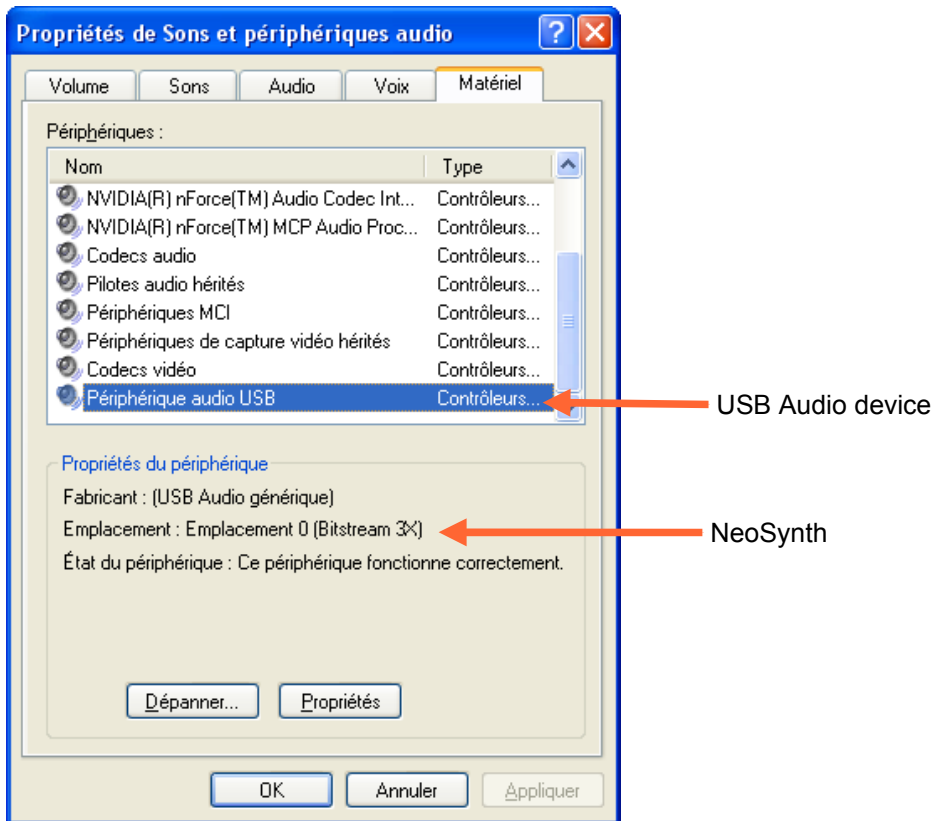 Propriétés de Sons et périphériques audio
Volume Sons Audio Voix Matériel
Périphériques :
Nom Type
NVIDIA(R) nForce(TM) Audio Codec Int... Contrôleurs...
NVIDIA(R) nForce(TM) MCP Audio Proc... Contrôleurs...
Codecs audio Contrôleurs...
Pilotes audio hérités Contrôleurs...
Périphériques MCI Contrôleurs...
Périphériques de capture vidéo hérités Contrôleurs...
Codecs vidéo Contrôleurs...
Périphérique audio USB Contrôleurs...
USB Audio device
Propriétés du périphérique
Fabricant : (USB Audio générique)
Emplacement : Emplacement 0 (Bitstream 3X)
NeoSynth
État du périphérique : Ce périphérique fonctionne correctement.
Dépanner... Propriétés
OK Annuler Appliquer